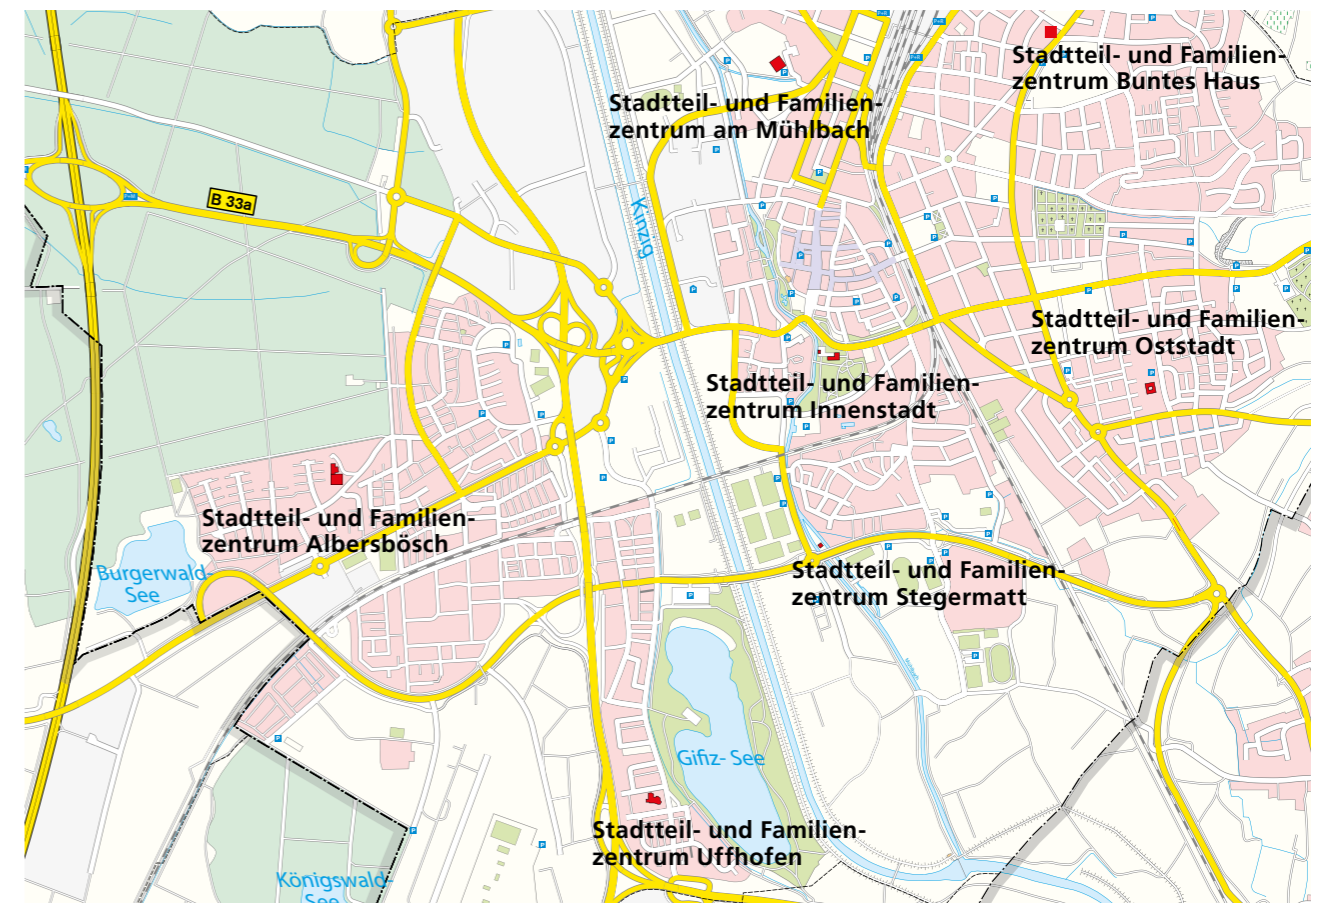 Stadtteil- und Familien-
zentrum Buntes Haus
Stadtteil- und Familien-
zentrum am Mühlbach
B 33a
Kinzig
Stadtteil- und Familien-
zentrum Oststadt
Stadtteil- und Familien-
zentrum Innenstadt
Stadtteil- und Familien-
zentrum Albersbösch
Burgerwald-
See
Stadtteil- und Familien-
zentrum Stegermatt
Gifiz- See
Stadtteil- und Familien-
zentrum Uffhofen
Königswald-
See